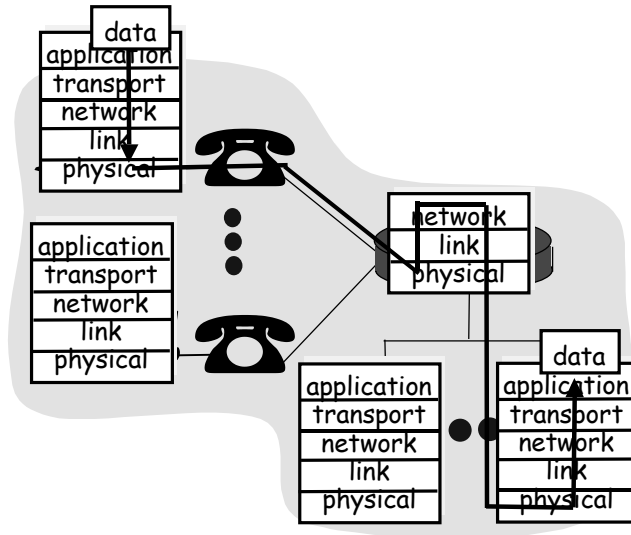 data
application
transport
network
link
physical
application
transport
network
link
physical
network
link
physical
application
transport
network
link
physical
data
application
transport
network
link
physical